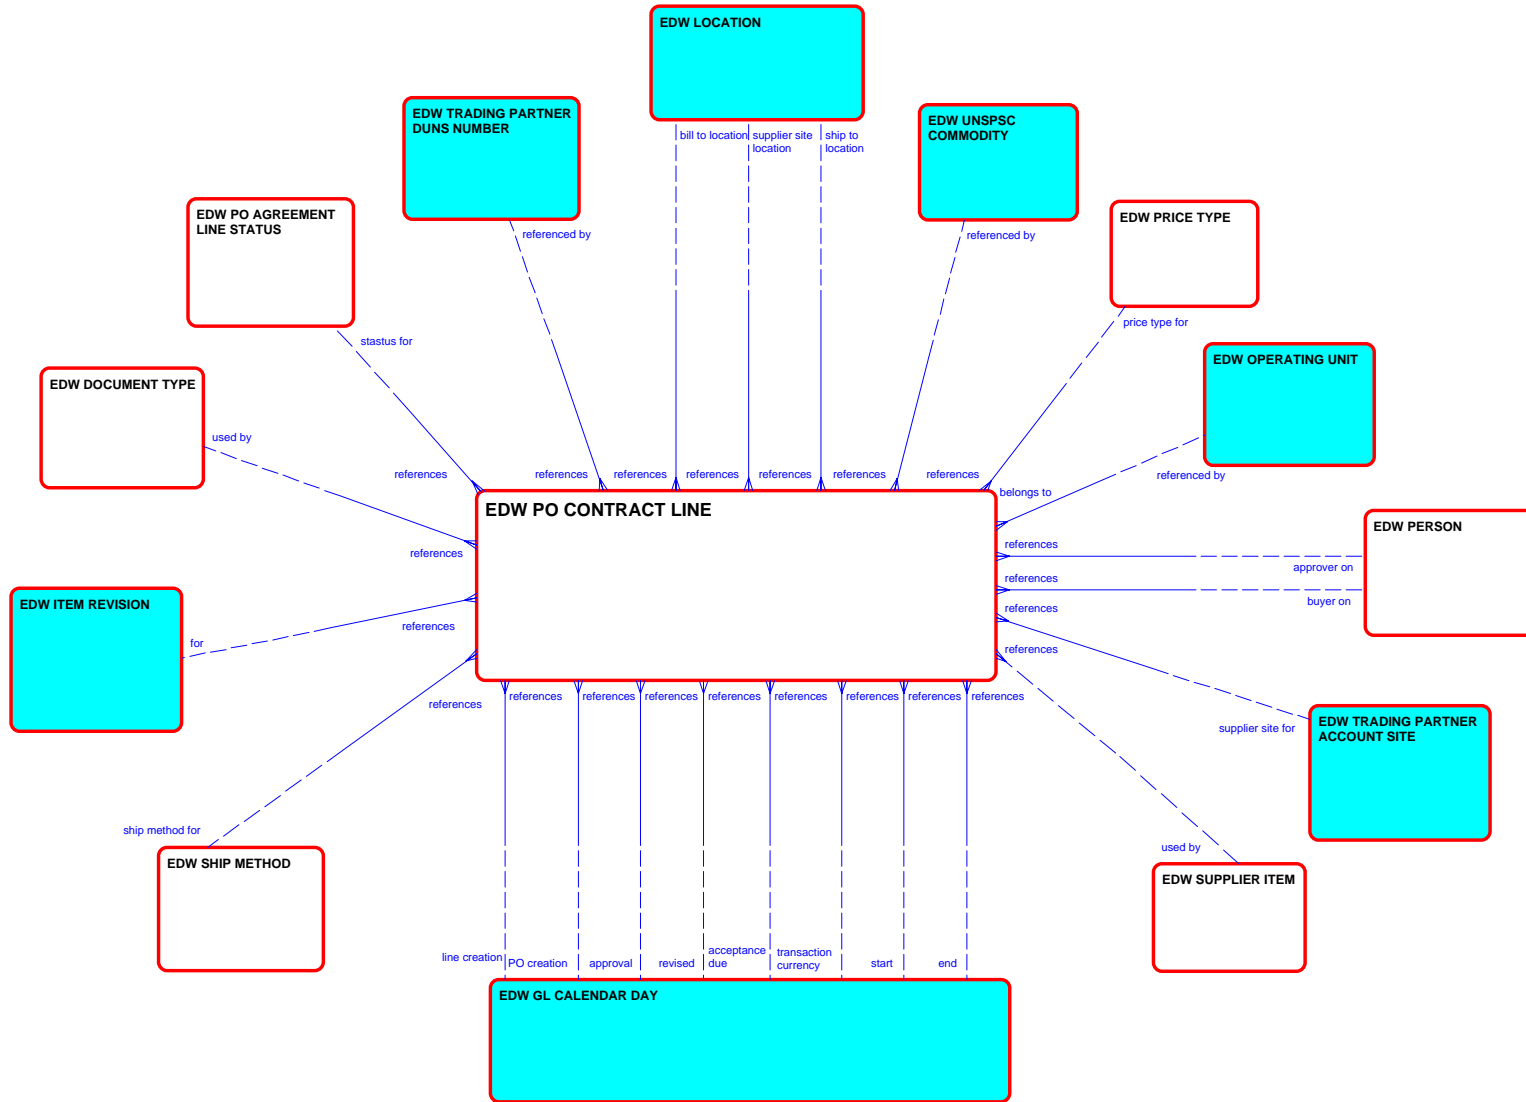 EDW LOCATION
EDW TRADING PARTNER
DUNS NUMBER
EDW UNSPSC
COMMODITY
bill to location
supplier site
location
ship to
location
EDW PO AGREEMENT
LINE STATUS
EDW PRICE TYPE
referenced by
referenced by
stastus for
price type for
EDW DOCUMENT TYPE
EDW OPERATING UNIT
used by
references
references
references
references
references
references
references
referenced by
belongs to
EDW PO CONTRACT LINE
EDW PERSON
references
references
approver on
references
buyer on
EDW ITEM REVISION
references
references
for
references
references
references
references
references
references
references
references
references
references
supplier site for
EDW TRADING PARTNER
ACCOUNT SITE
ship method for
EDW SHIP METHOD
used by
EDW SUPPLIER ITEM
line creation
PO creation
approval
revised
acceptance
due
transaction
currency
start
end
EDW GL CALENDAR DAY